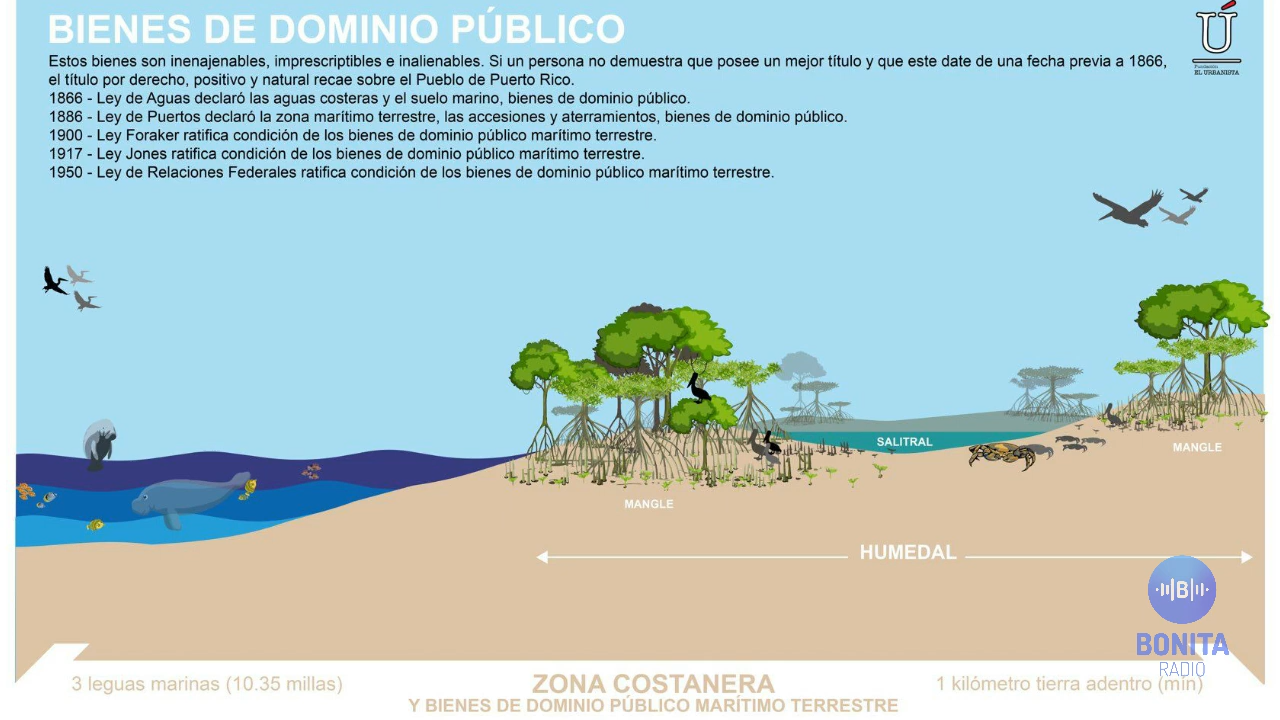 BIENES DE DOMINIO PÚBLICO
Estos bienes son inenajenables, imprescriptibles e inalienables. Si un persona no demuestra que posee un mejor título y que este date de una fecha previa a 1866,
el título por derecho, positivo y natural recae sobre el Pueblo de Puerto Rico.
1866 - Ley de Aguas declaró las aguas costeras y el suelo marino, bienes de dominio público.
1886 - Ley de Puertos declaró la zona marítimo terrestre, las accesiones y aterramientos, bienes de dominio público.
1900 - Ley Foraker ratifica condición de los bienes de dominio público marítimo terrestre.
1917 - Ley Jones ratifica condición de los bienes de dominio público marítimo terrestre.
1950 - Ley de Relaciones Federales ratifica condición de los bienes de dominio público marítimo terrestre.
Ú
Fundación
EL URBANISTA
SALITRAL
MANGLE
MANGLE
HUMEDAL
B
BONITA
RADIO
3 leguas marinas (10.35 millas)
ZONA COSTANERA
1 kilómetro tierra adentro (mín)
Y BIENES DE DOMINIO PÚBLICO MARÍTIMO TERRESTRE